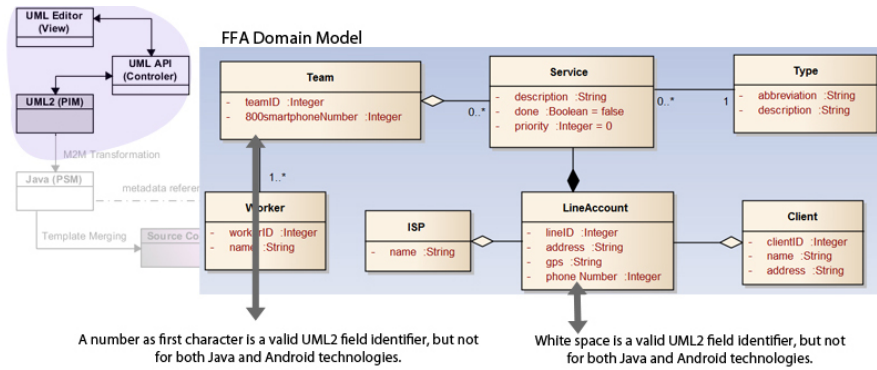 UML Editor
(View)
UML API
(Controler)
UML2 (PIM)
M2M Transformation
Java (PSM)
metadata refere
Template Merging
Source Co
FFA Domain Model
Team
- teamID :Integer
- 800smartphoneNumber :Integer
0..*
Service
- description :String
- done :Boolean = false
- priority :Integer = 0
0..*
1
Type
- abbreviation :String
- description :String
1..*
Worker
- workerID :Integer
- name :String
ISP
- name :String
LineAccount
- lineID :Integer
- address :String
- gps :String
- phone Number :Integer
Client
- clientID :Integer
- name :String
- address :String
A number as first character is a valid UML2 field identifier, but not
for both Java and Android technologies.
White space is a valid UML2 field identifier, but not
for both Java and Android technologies.